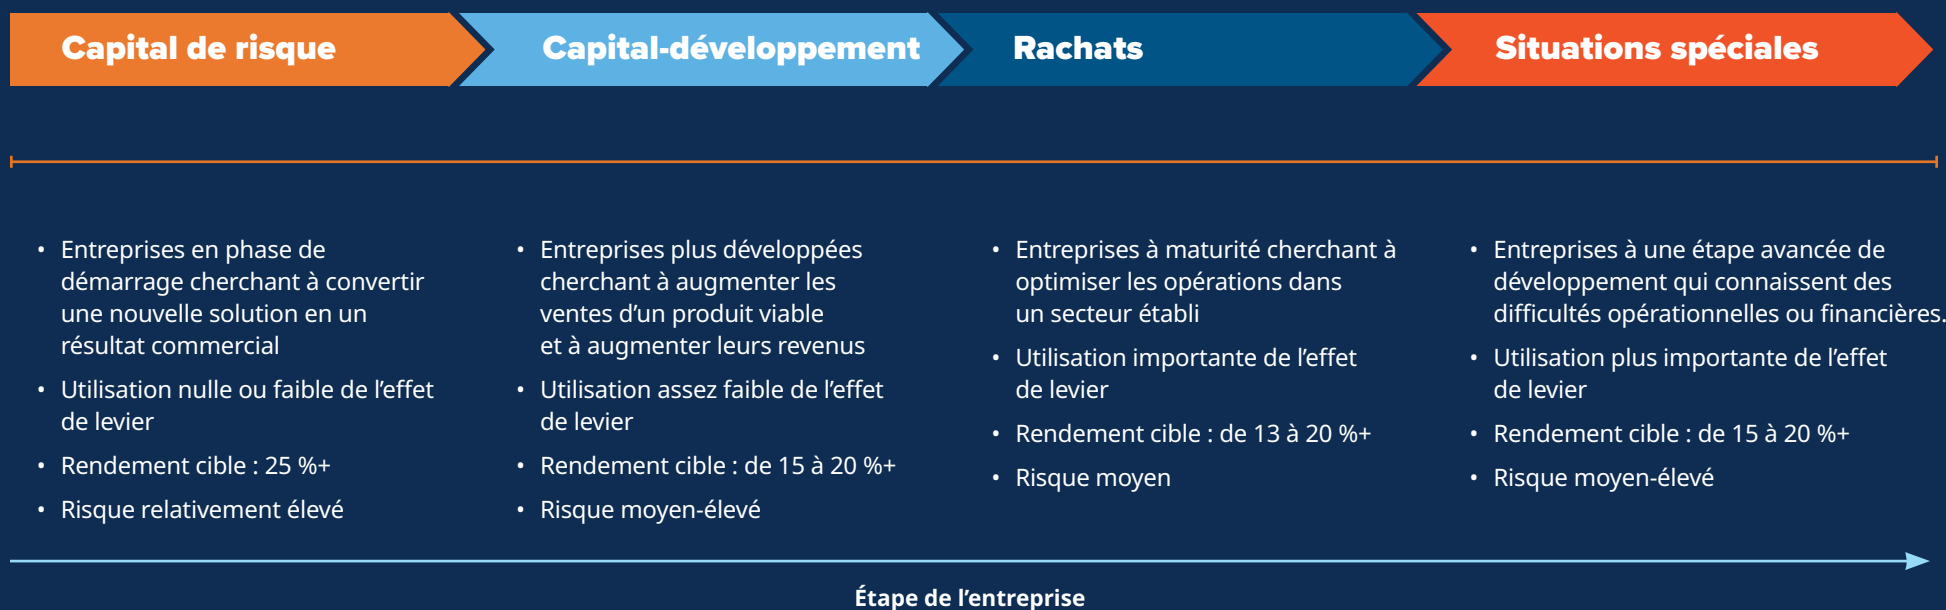 Capital de risque
Capital-développement
Rachats
Situations spéciales
• Entreprises en phase de
démarrage cherchant à convertir
une nouvelle solution en un
résultat commercial
• Utilisation nulle ou faible de l’effet
de levier
• Rendement cible : 25 %+
• Risque relativement élevé
• Entreprises plus développées
cherchant à augmenter les
ventes d’un produit viable
et à augmenter leurs revenus
• Utilisation assez faible de l’effet
de levier
• Rendement cible : de 15 à 20 %+
• Risque moyen-élevé
• Entreprises à maturité cherchant à
optimiser les opérations dans
un secteur établi
• Utilisation importante de l’effet
de levier
• Rendement cible : de 13 à 20 %+
• Risque moyen
• Entreprises à une étape avancée de
développement qui connaissent des
difficultés opérationnelles ou financières.
• Utilisation plus importante de l’effet
de levier
• Rendement cible : de 15 à 20 %+
• Risque moyen-élevé
Étape de l’entreprise